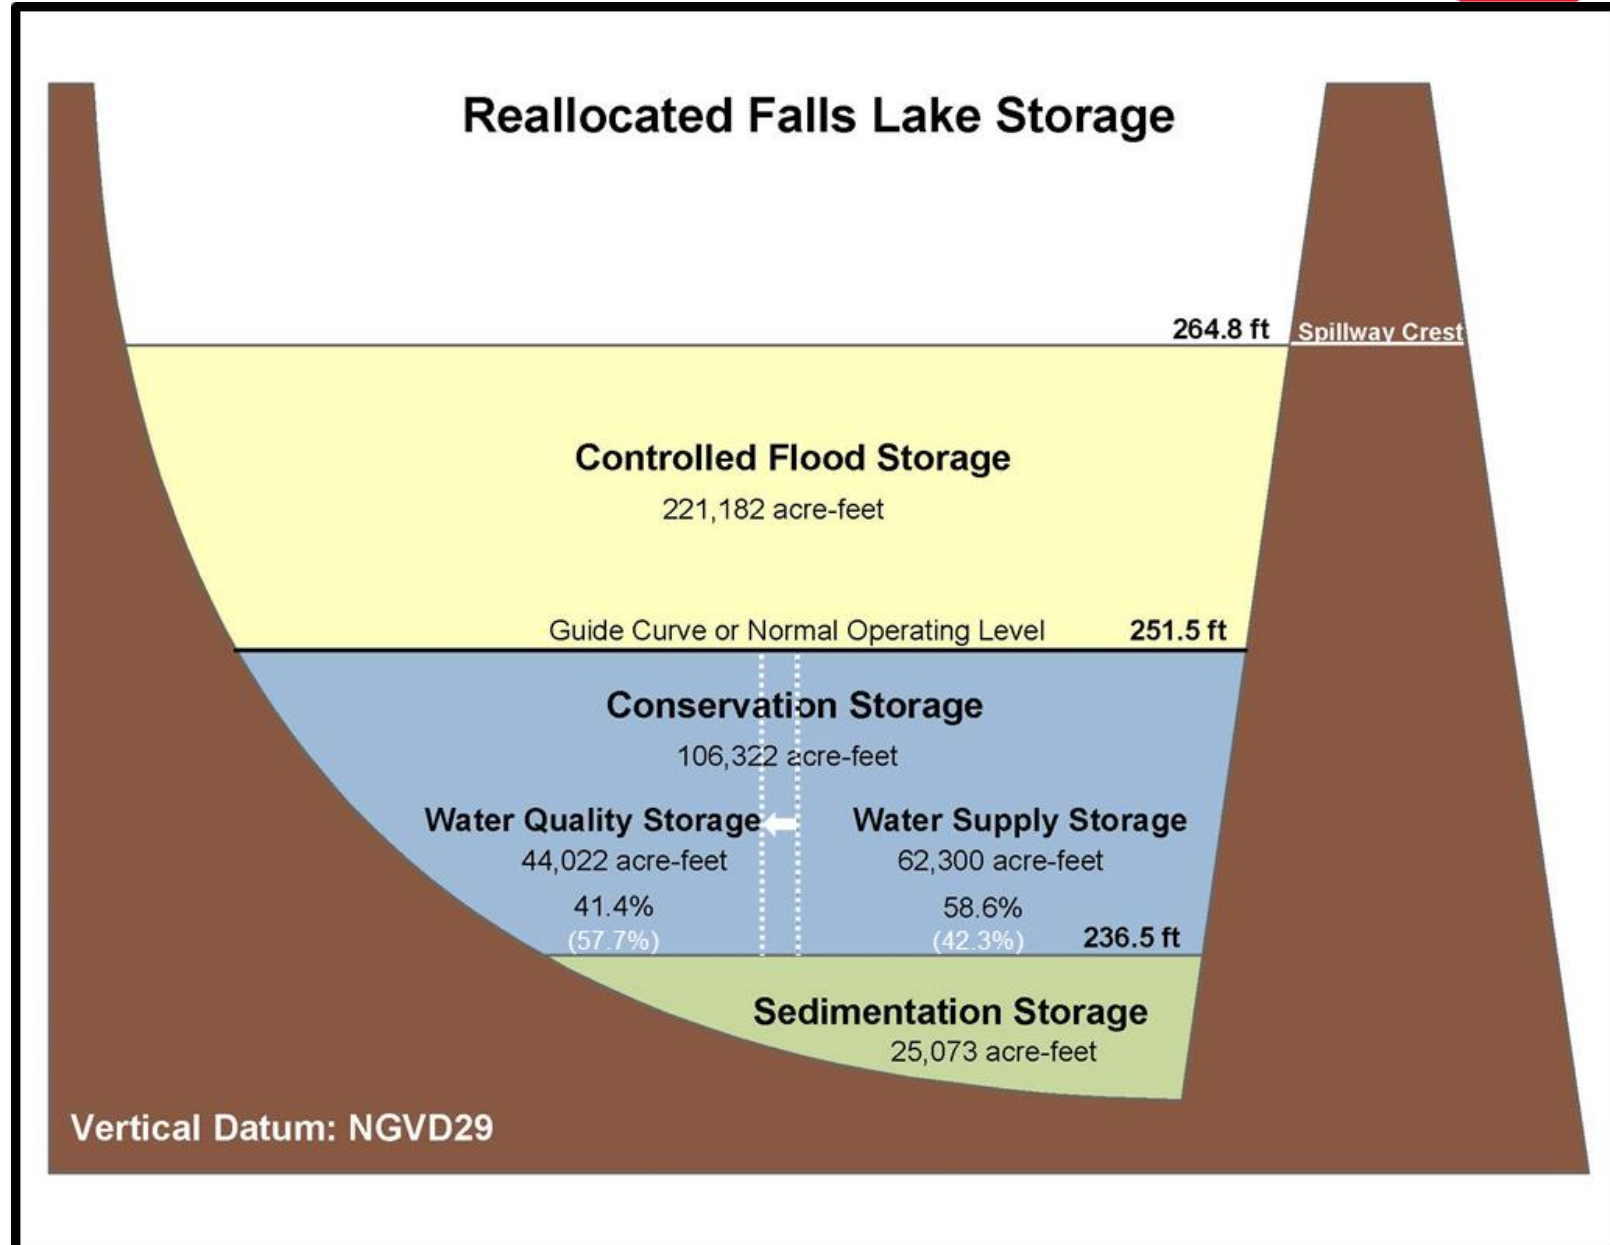 Reallocated Falls Lake Storage
264.8 ft
Spillway Crest
Controlled Flood Storage
221,182 acre-feet
Guide Curve or Normal Operating Level
251.5 ft
Conservation Storage
106,322 acre-feet
Water Quality Storage
44,022 acre-feet
41.4%
(57.7%)
Water Supply Storage
62,300 acre-feet
58.6%
(42.3%)
236.5 ft
Sedimentation Storage
25,073 acre-feet
Vertical Datum: NGVD29